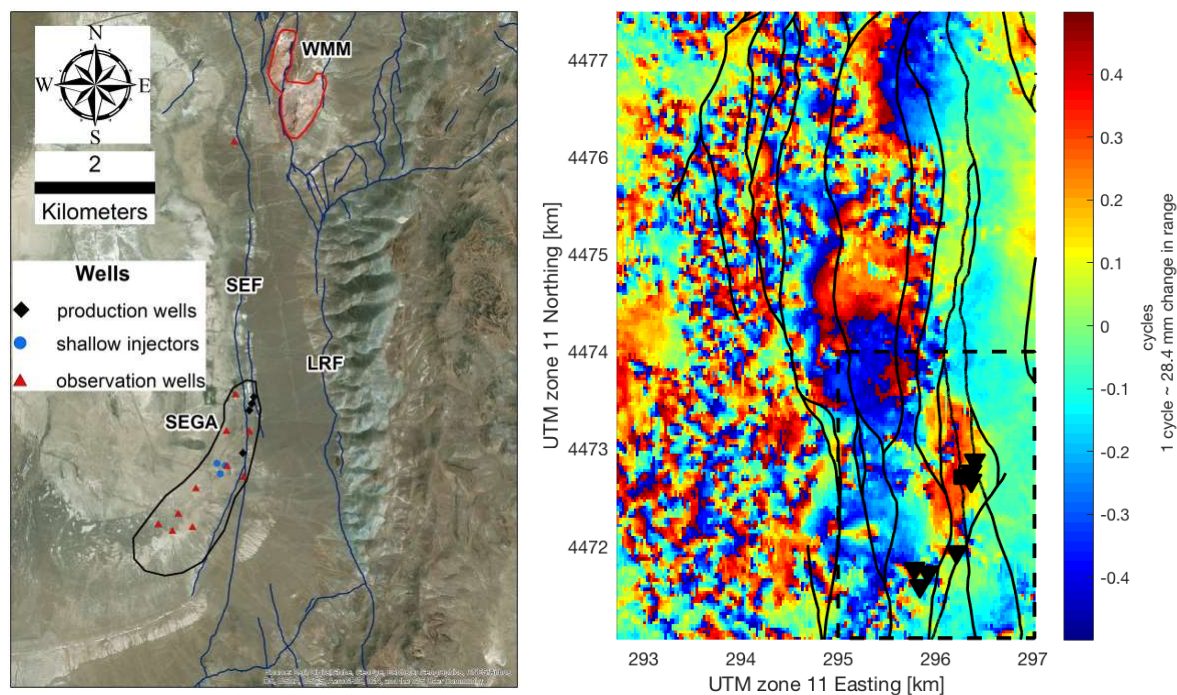 N
W
E
S
2
Kilometers
WMM
Wells
production wells
shallow injectors
observation wells
SEF
LRF
SEGA
4477
4476
4475
4474
4473
4472
UTM zone 11 Northing [km]
293
294
295
296
297
UTM zone 11 Easting [km]
0.4
0.3
0.2
0.1
0
-0.1
-0.2
-0.3
-0.4
cycles
1 cycle ~ 28.4 mm change in range